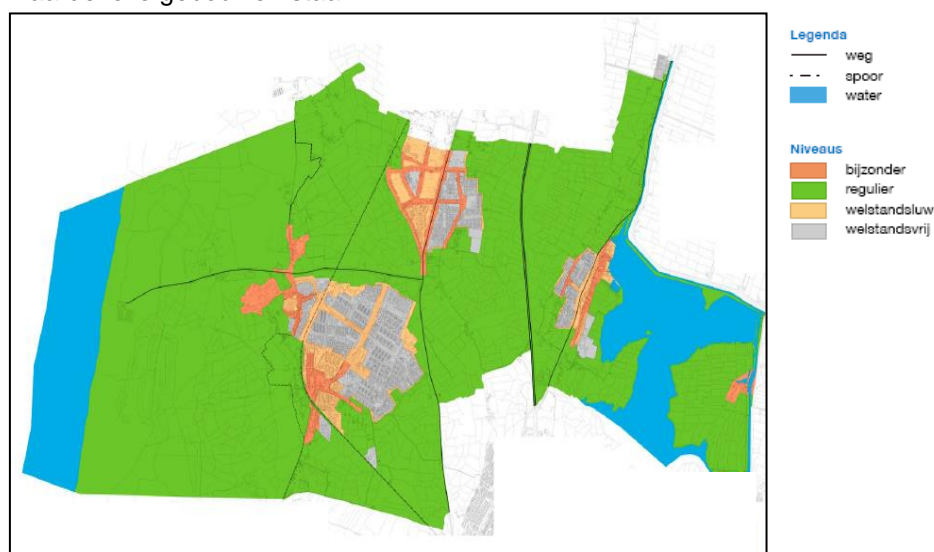 Legenda
weg
spoor
water
Niveaus
bijzonder
regulier
welstandsluw
welstandsvrij